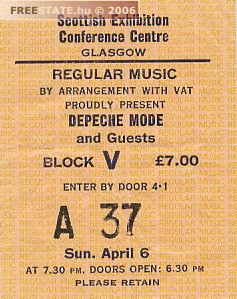 FREESTATE.hu © 2006
Scottish Exhibition
Conference Centre
GLASGOW
REGULAR MUSIC
BY ARRANGEMENT WITH VAT
PROUDLY PRESENT
DEPECHE MODE
and Guests
BLOCK V £7.00
ENTER BY DOOR 4·1
A 37
Sun. April 6
AT 7.30 PM. DOORS OPEN: 6.30 PM
PLEASE RETAIN